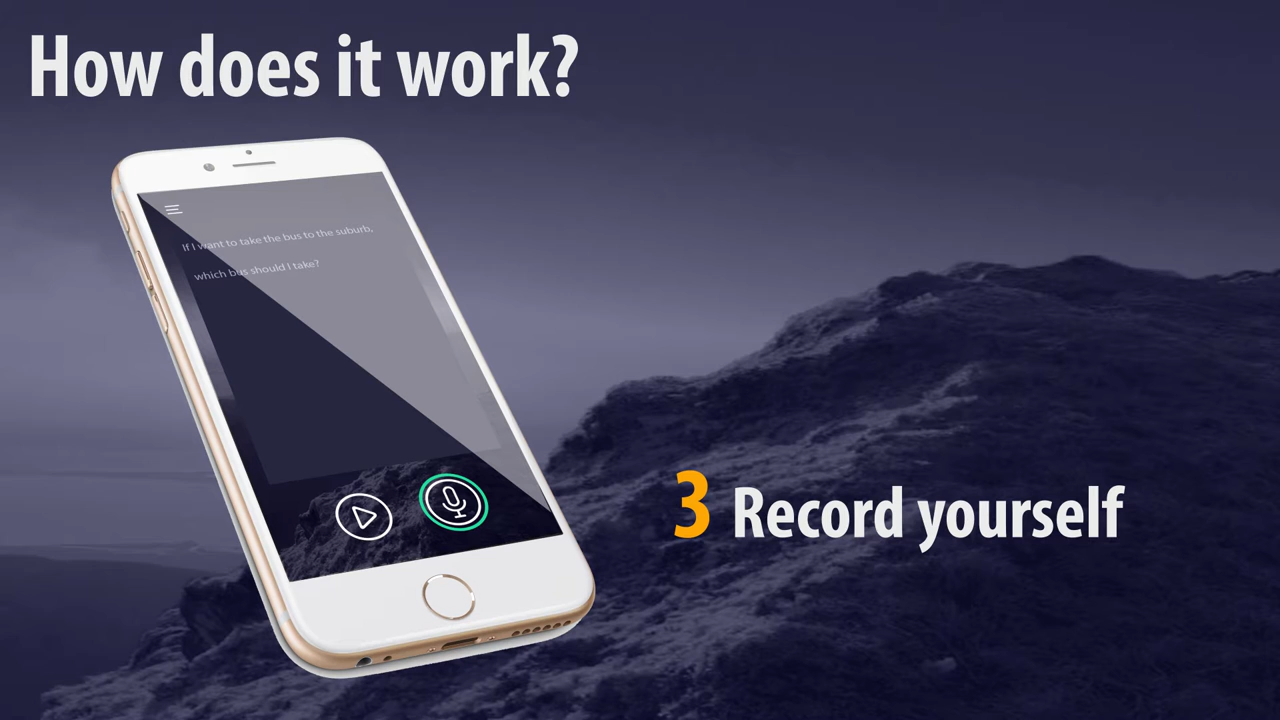 How does it work?
If I want to take the bus to the suburb,
which bus should I take?
3 Record yourself